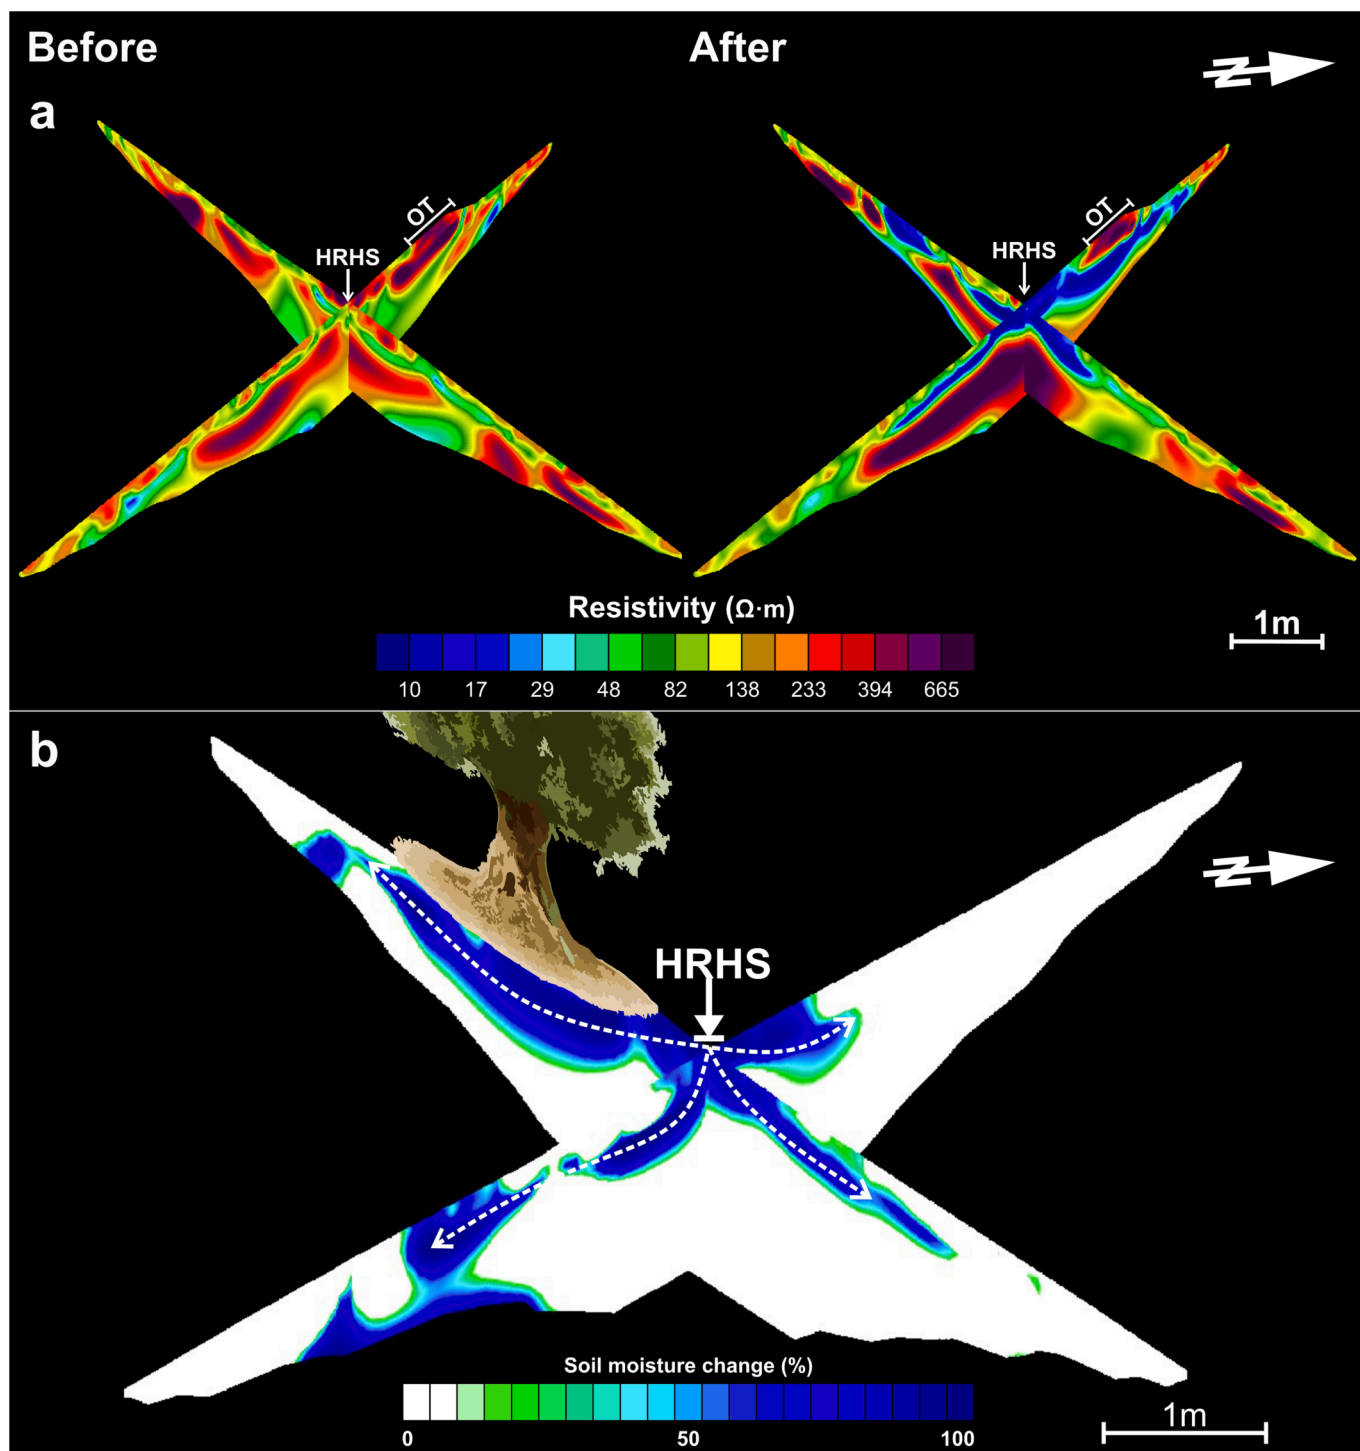 Before
After
N
a
OT
HRHS
OT
HRHS
Resistivity (Ω·m)
10 17 29 48 82 138 233 394 665
1m
b
N
HRHS
Soil moisture change (%)
0 50 100
1m